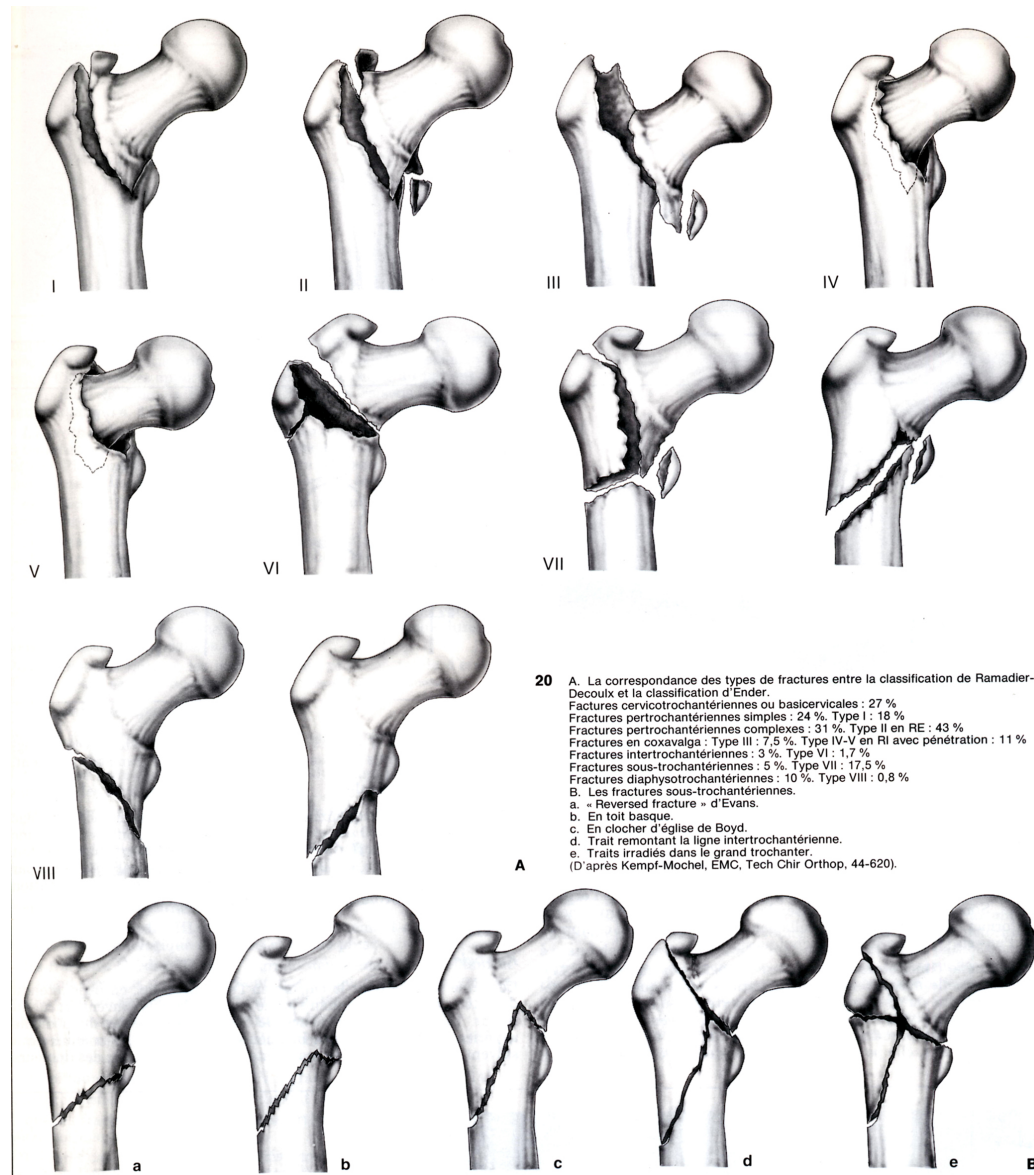 I
II
III
IV
V
VI
VII
VIII
A
20 A. La correspondance des types de fractures entre la classification de Ramadier-
Decoulx et la classification d'Ender.
Factures cervicotrochantériennes ou basicervicales : 27 %
Fractures pertrochantériennes simples : 24 %. Type I : 18 %
Fractures pertrochantériennes complexes : 31 %. Type II en RE : 43 %
Fractures en coxavalga : Type III : 7,5 %. Type IV-V en RI avec pénétration : 11 %
Fractures intertrochantériennes : 3 %. Type VI : 1,7 %
Fractures sous-trochantériennes : 5 %. Type VII : 17,5 %
Fractures diaphysotrochantériennes : 10 %. Type VIII : 0,8 %
B. Les fractures sous-trochantériennes.
a. « Reversed fracture » d'Evans.
b. En toit basque.
c. En clocher d'église de Boyd.
d. Trait remontant la ligne intertrochantérienne.
e. Traits irradiés dans le grand trochanter.
(D'après Kempf-Mochel, EMC, Tech Chir Orthop, 44-620).
a
b
c
d
e